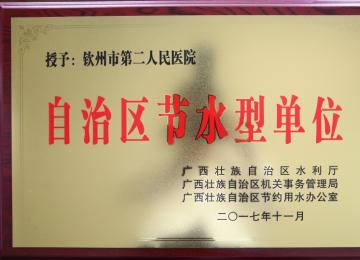 授予：钦州市第二人民医院
自治区节水型单位
广西壮族自治区水利厅
广西壮族自治区机关事务管理局
广西壮族自治区节约用水办公室
二〇一七年十一月